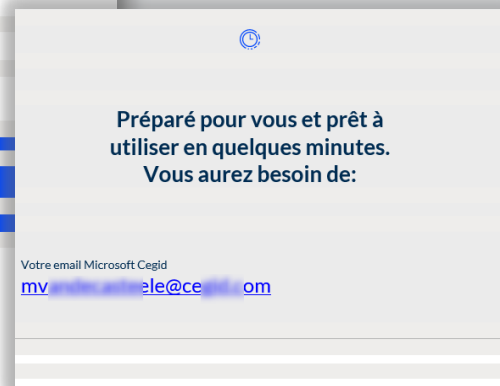 Préparé pour vous et prêt à
utiliser en quelques minutes.
Vous aurez besoin de:
Votre email Microsoft Cegid